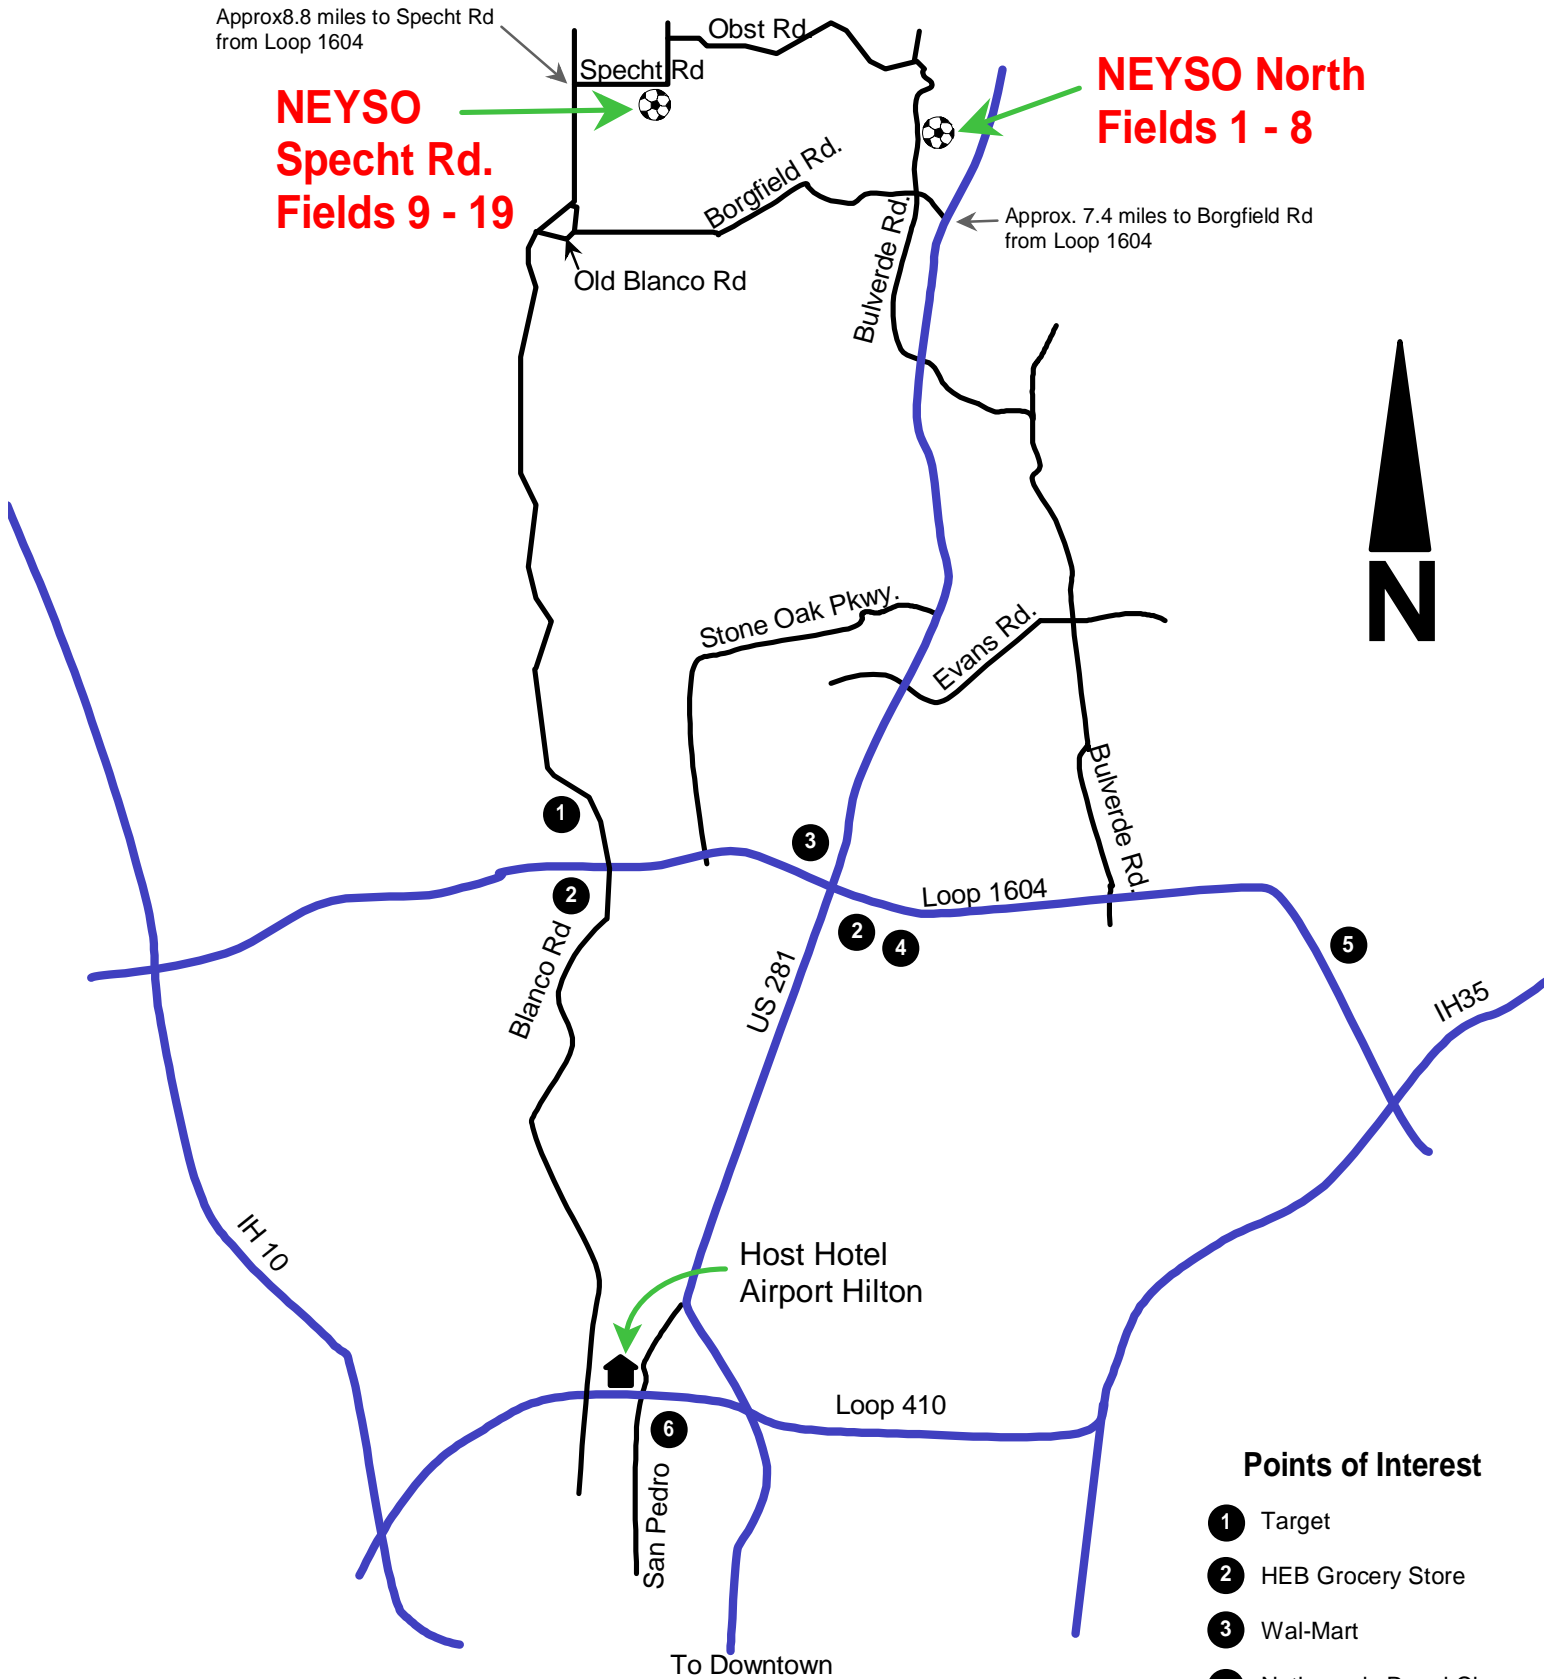 Approx8.8 miles to Specht Rd
from Loop 1604
Obst Rd.
Specht Rd
NEYSO
Specht Rd.
Fields 9 - 19
NEYSO North
Fields 1 - 8
Borgfield Rd.
Bulverde Rd.
Approx. 7.4 miles to Borgfield Rd
from Loop 1604
Old Blanco Rd
N
Stone Oak Pkwy.
Evans Rd.
Bulverde Rd.
1
3
2
Loop 1604
2
4
5
Blanco Rd
US 281
IH35
IH 10
Host Hotel
Airport Hilton
Loop 410
6
San Pedro
To Downtown
Points of Interest
1 Target
2 HEB Grocery Store
3 Wal-Mart